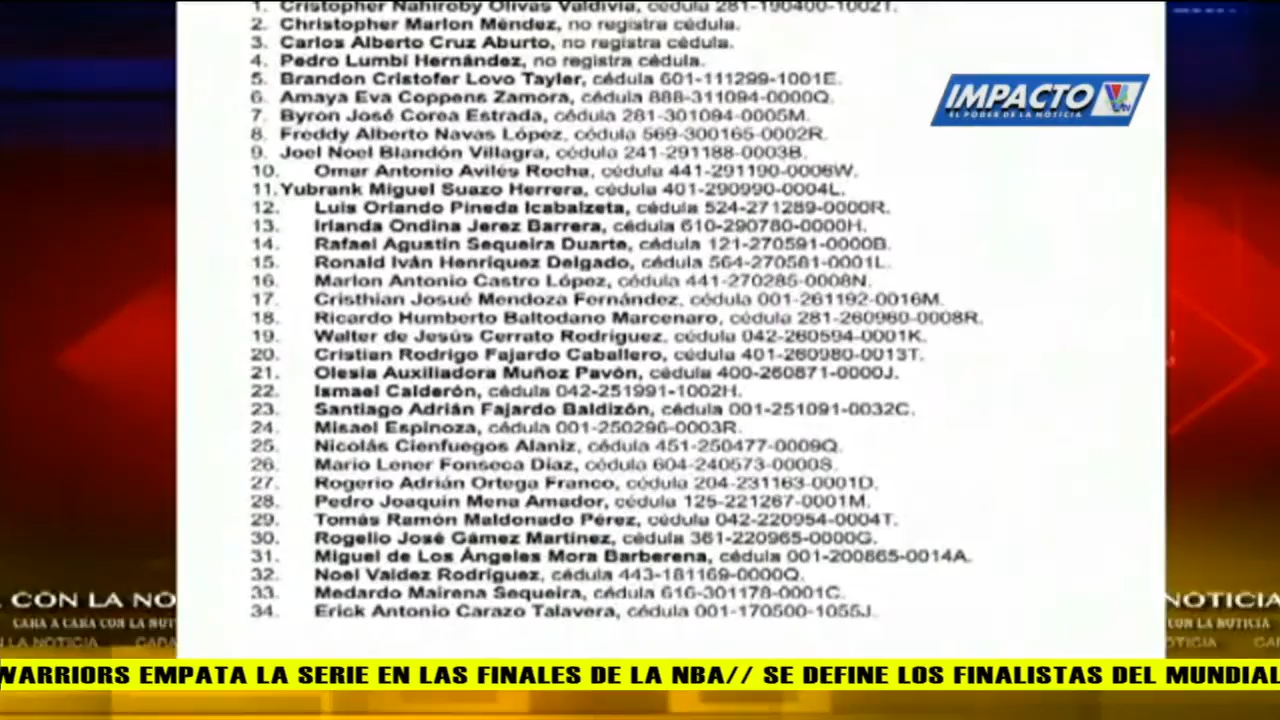 1. Cristopher Nahiroby Olivas Valdivia, cédula 281-190400-1002T.
2. Christopher Marlon Méndez, no registra cédula.
3. Carlos Alberto Cruz Aburto, no registra cédula.
4. Pedro Lumbi Hernández, no registra cédula.
5. Brandon Cristofer Lovo Tayler, cédula 601-111299-1001E.
6. Amaya Eva Coppens Zamora, cédula 888-311094-0000Q.
7. Byron José Corea Estrada, cédula 281-301094-0005M.
8. Freddy Alberto Navas López, cédula 569-300165-0002R.
9. Joel Noel Blandón Villagra, cédula 241-291188-0003B.
10. Omar Antonio Avilés Rocha, cédula 441-291190-0006W.
11. Yubrank Miguel Suazo Herrera, cédula 401-290990-0004L.
12. Luis Orlando Pineda Icabalzeta, cédula 524-271289-0000R.
13. Irlanda Ondina Jerez Barrera, cédula 610-290780-0000H.
14. Rafael Agustín Sequeira Duarte, cédula 121-270591-0000B.
15. Ronald Iván Henriquez Delgado, cédula 564-270581-0001L.
16. Marlon Antonio Castro López, cédula 441-270285-0008N.
17. Cristhian Josué Mendoza Fernández, cédula 001-261192-0016M.
18. Ricardo Humberto Baltodano Marcenaro, cédula 281-260960-0008R.
19. Walter de Jesús Cerrato Rodríguez, cédula 042-260594-0001K.
20. Cristian Rodrigo Fajardo Caballero, cédula 401-260980-0013T.
21. Olesia Auxiliadora Muñoz Pavón, cédula 400-260871-0000J.
22. Ismael Calderón, cédula 042-251991-1002H.
23. Santiago Adrián Fajardo Baldizón, cédula 001-251091-0032C.
24. Misael Espinoza, cédula 001-250296-0003R.
25. Nicolás Cienfuegos Alaniz, cédula 451-250477-0009Q.
26. Mario Lener Fonseca Díaz, cédula 604-240573-0000S.
27. Rogerio Adrián Ortega Franco, cédula 204-231163-0001D.
28. Pedro Joaquín Mena Amador, cédula 125-221267-0001M.
29. Tomás Ramón Maldonado Pérez, cédula 042-220954-0004T.
30. Rogelio José Gámez Martínez, cédula 361-220965-0000G.
31. Miguel de Los Ángeles Mora Barberena, cédula 001-200865-0014A.
32. Noel Valdez Rodríguez, cédula 443-181169-0000Q.
33. Medardo Mairena Sequeira, cédula 616-301178-0001C.
34. Erick Antonio Carazo Talavera, cédula 001-170500-1055J.
IMPACTO
EL PODER DE LA NOTICIA
CON LA NO
CARA A CARA CON LA NOT
LA NOTICIA CARA
NOTICIA
CON LA NOTICIA
WARRIORS EMPATA LA SERIE EN LAS FINALES DE LA NBA// SE DEFINE LOS FINALISTAS DEL MUNDIAL